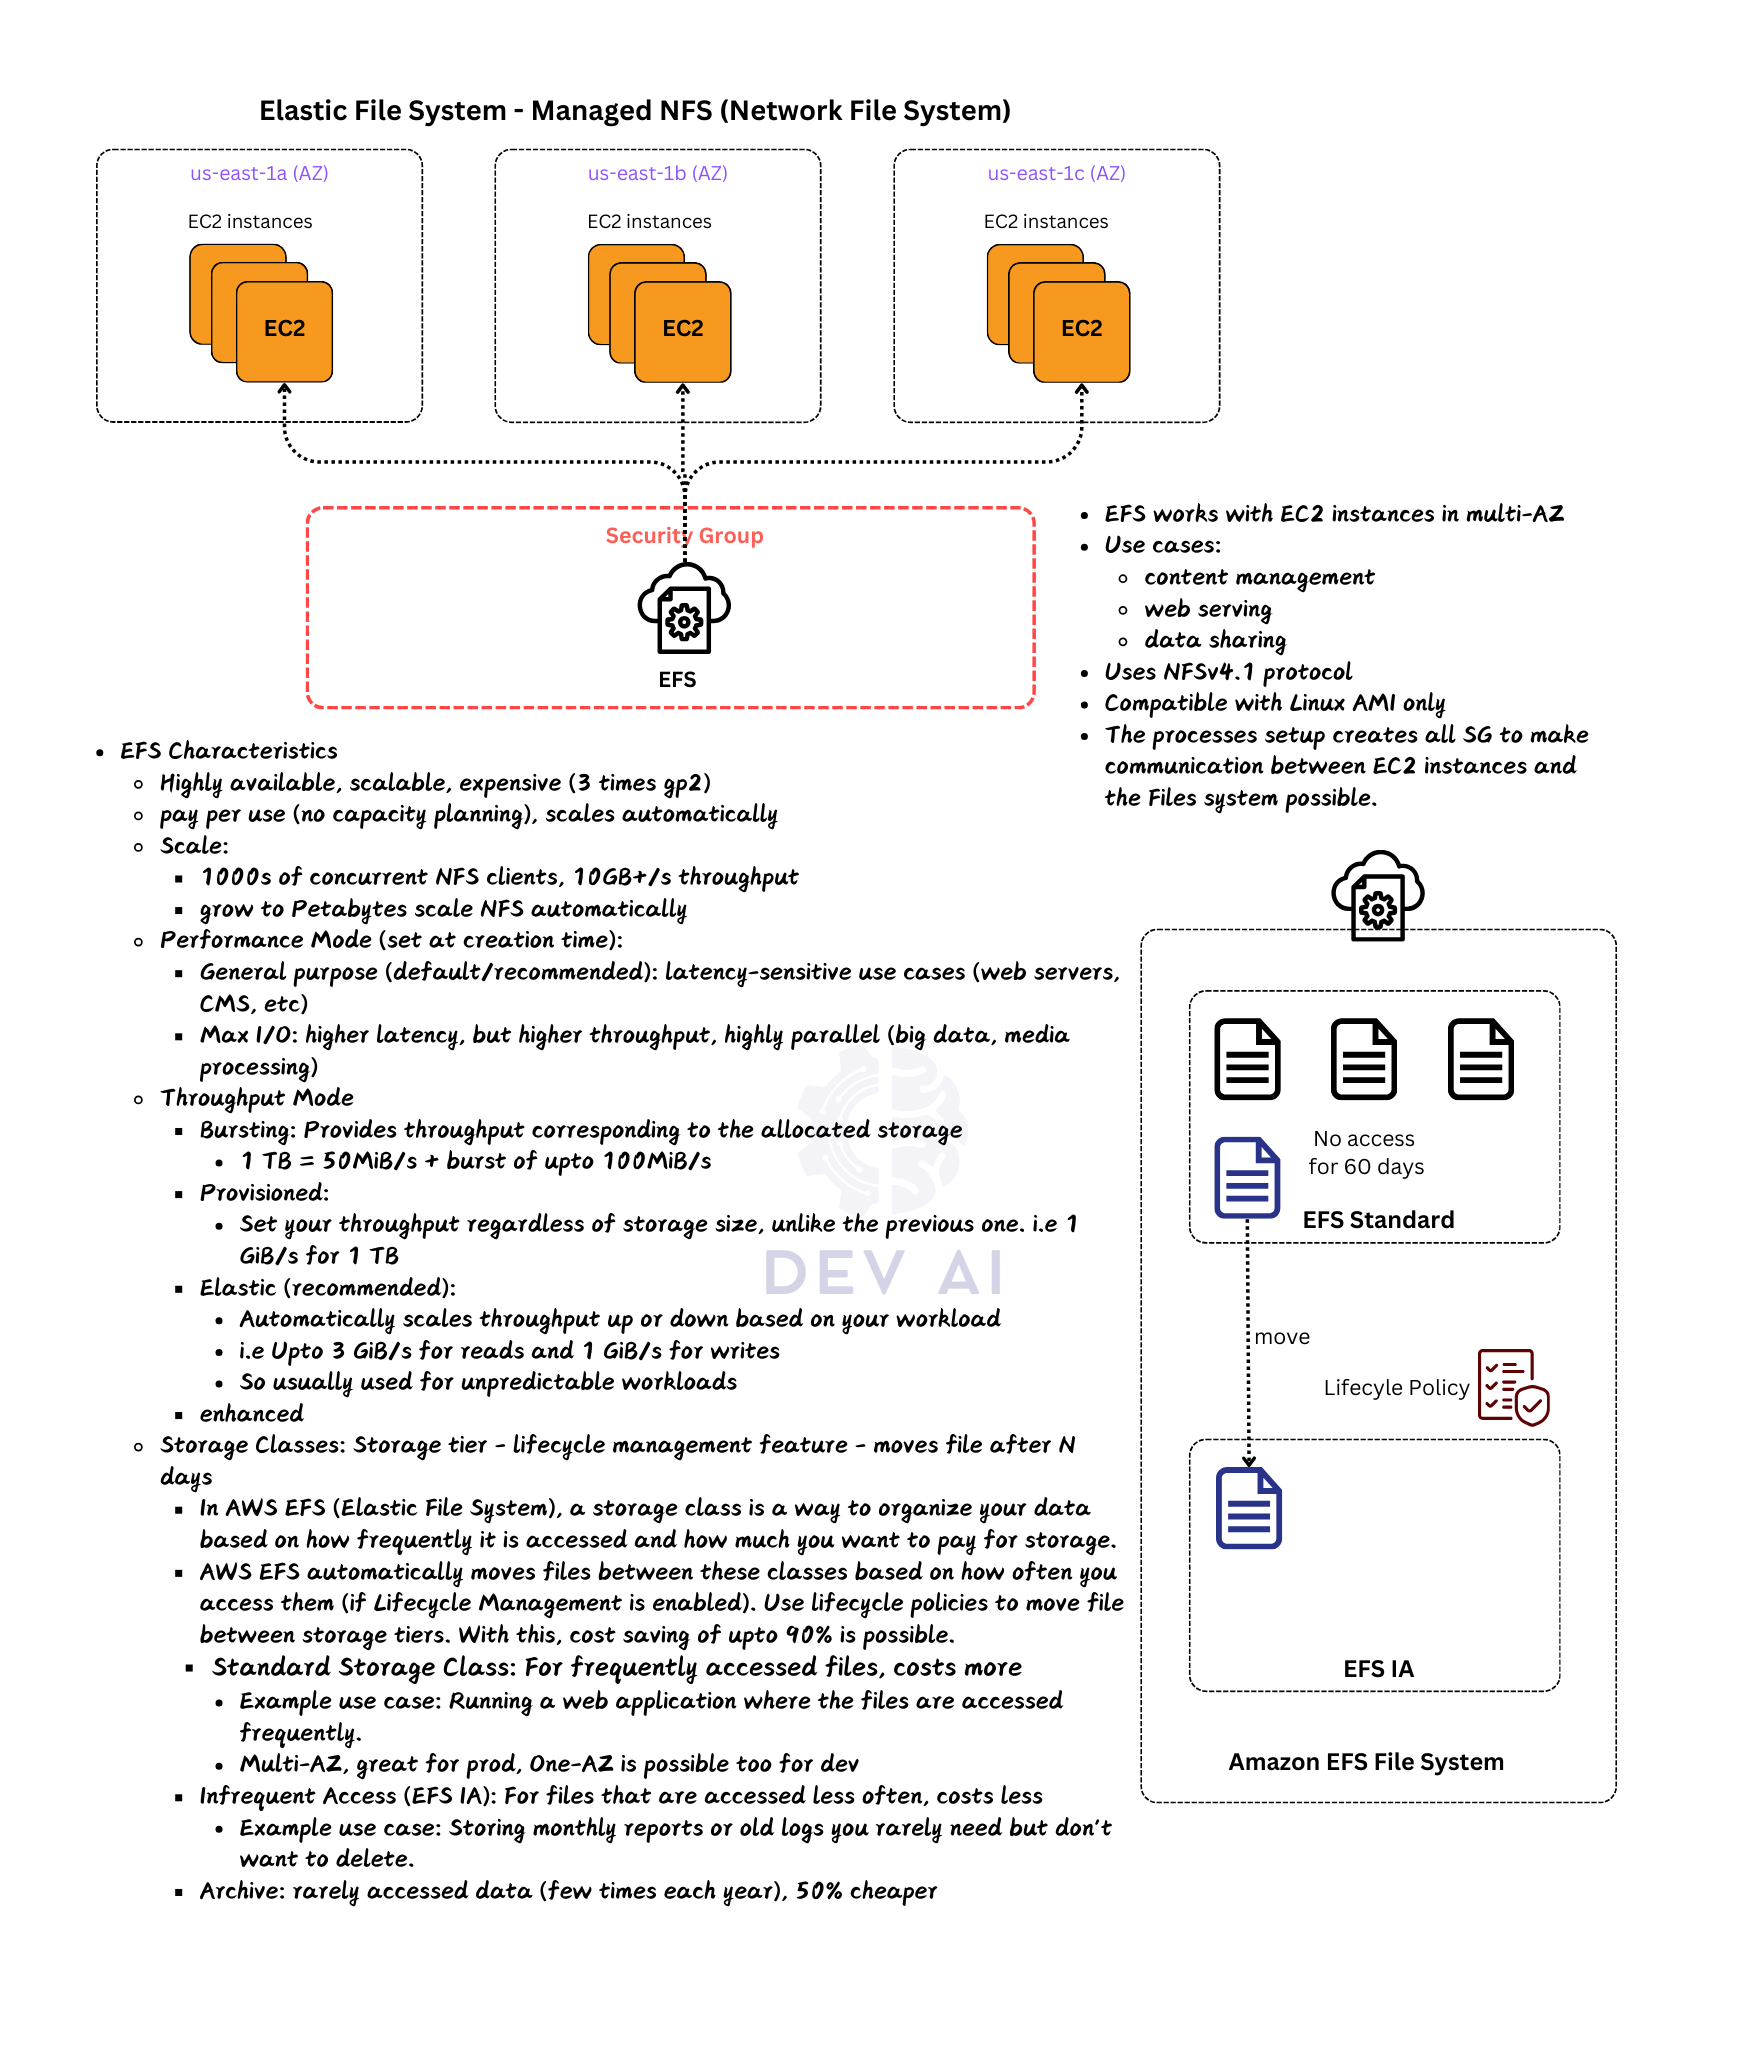 Elastic File System - Managed NFS (Network File System)
us-east-1a (AZ)
EC2 instances
EC2
us-east-1b (AZ)
EC2 instances
EC2
us-east-1c (AZ)
EC2 instances
EC2
Security Group
EFS
EFS works with EC2 instances in multi-AZ
Use cases:
content management
web serving
data sharing
Uses NFSv4.1 protocol
Compatible with Linux AMI only
The processes setup creates all SG to make
communication between EC2 instances and
the Files system possible.
EFS Characteristics
Highly available, scalable, expensive (3 times gp2)
pay per use (no capacity planning), scales automatically
Scale:
1000s of concurrent NFS clients, 10GB+/s throughput
grow to Petabytes scale NFS automatically
Performance Mode (set at creation time):
General purpose (default/recommended): latency-sensitive use cases (web servers,
CMS, etc)
Max I/O: higher latency, but higher throughput, highly parallel (big data, media
processing)
Throughput Mode
Bursting: Provides throughput corresponding to the allocated storage
1 TB = 50MiB/s + burst of upto 100MiB/s
Provisioned:
Set your throughput regardless of storage size, unlike the previous one. i.e 1
GiB/s for 1 TB
Elastic (recommended):
Automatically scales throughput up or down based on your workload
i.e Upto 3 GiB/s for reads and 1 GiB/s for writes
So usually used for unpredictable workloads
enhanced
Storage Classes: Storage tier - lifecycle management feature - moves file after N
days
In AWS EFS (Elastic File System), a storage class is a way to organize your data
based on how frequently it is accessed and how much you want to pay for storage.
AWS EFS automatically moves files between these classes based on how often you
access them (if Lifecycle Management is enabled). Use lifecycle policies to move file
between storage tiers. With this, cost saving of upto 90% is possible.
Standard Storage Class: For frequently accessed files, costs more
Example use case: Running a web application where the files are accessed
frequently.
Multi-AZ, great for prod, One-AZ is possible too for dev
Infrequent Access (EFS IA): For files that are accessed less often, costs less
Example use case: Storing monthly reports or old logs you rarely need but don't
want to delete.
Archive: rarely accessed data (few times each year), 50% cheaper
DEV AI
No access
for 60 days
EFS Standard
move
Lifecyle Policy
EFS IA
Amazon EFS File System